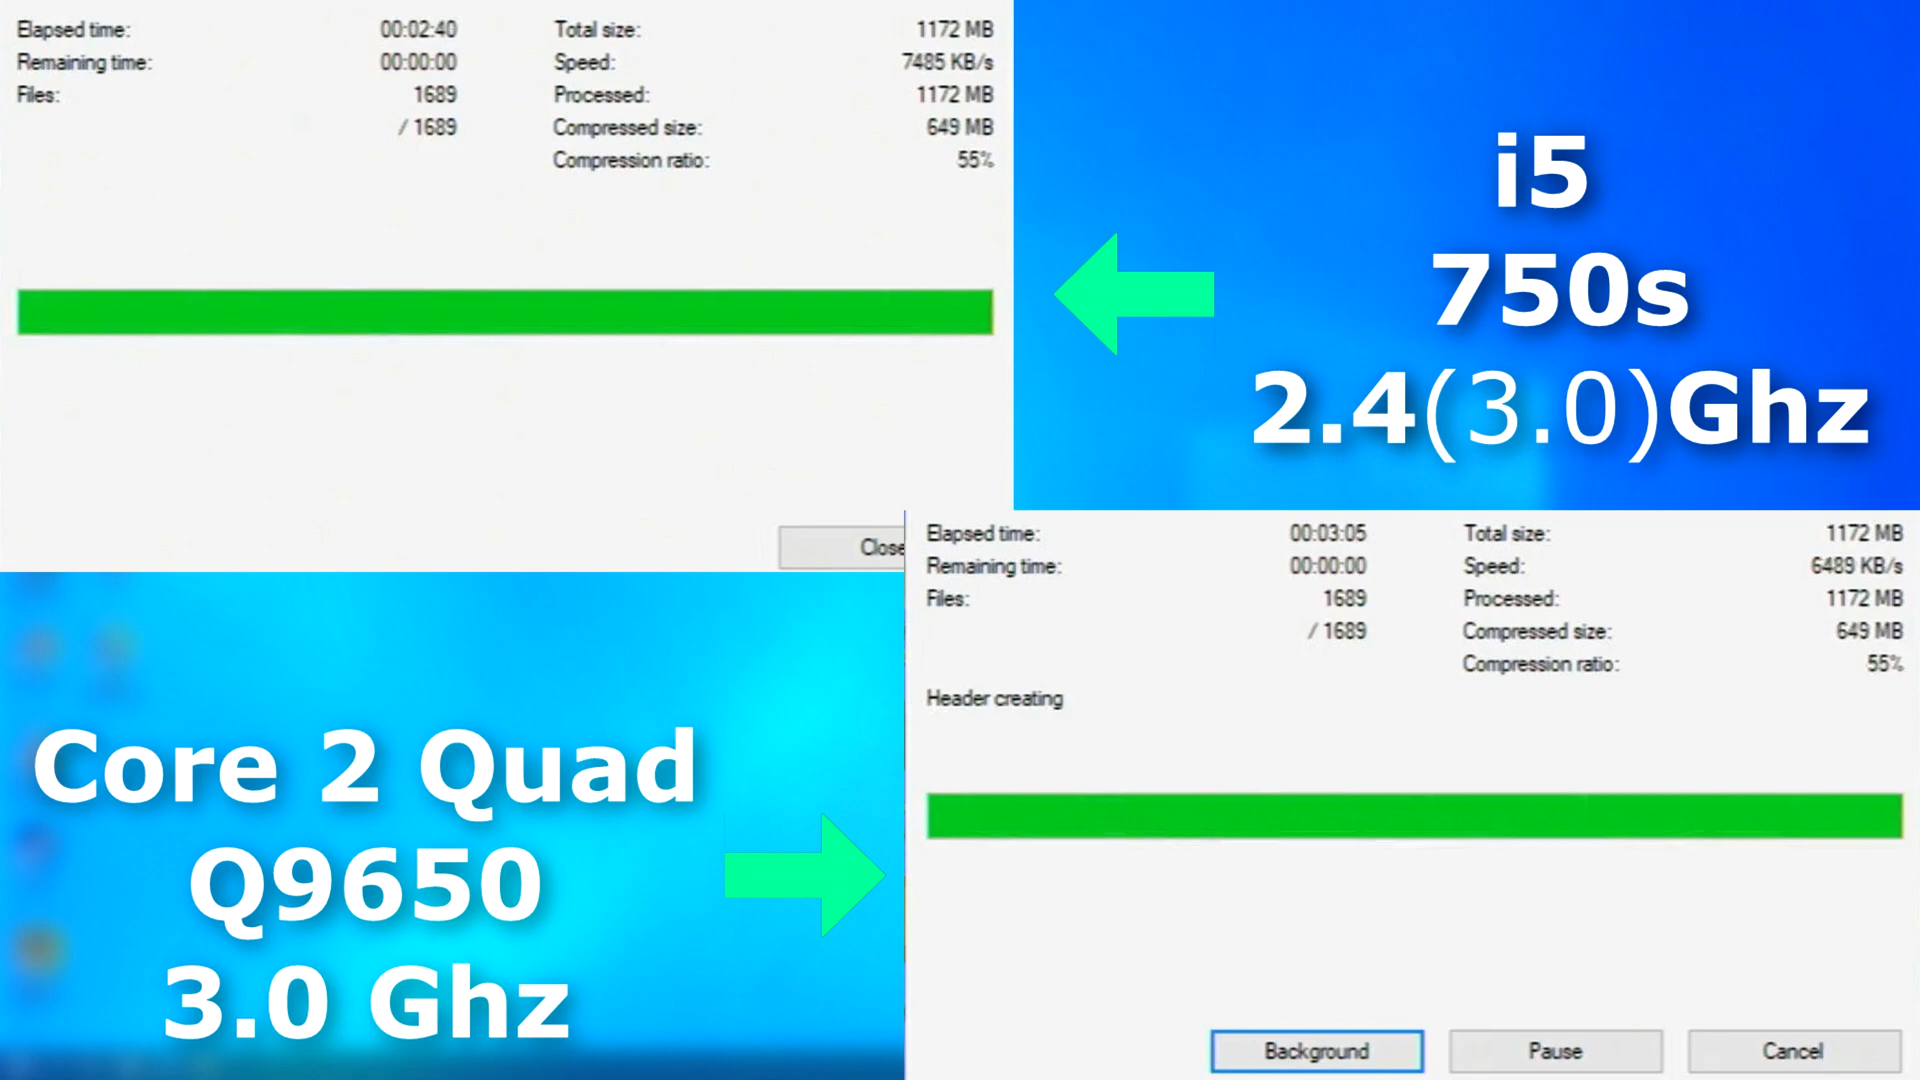 Elapsed time: 00:02:40 Total size: 1172 MB
Remaining time: 00:00:00 Speed: 7485 KB/s
Files: 1689 Processed: 1172 MB
/ 1689 Compressed size: 649 MB
Compression ratio: 55%
Close
i5
750s
2.4(3.0)Ghz
Core 2 Quad
Q9650
3.0 Ghz
Elapsed time: 00:03:05 Total size: 1172 MB
Remaining time: 00:00:00 Speed: 6489 KB/s
Files: 1689 Processed: 1172 MB
/ 1689 Compressed size: 649 MB
Compression ratio: 55%
Header creating
Background Pause Cancel